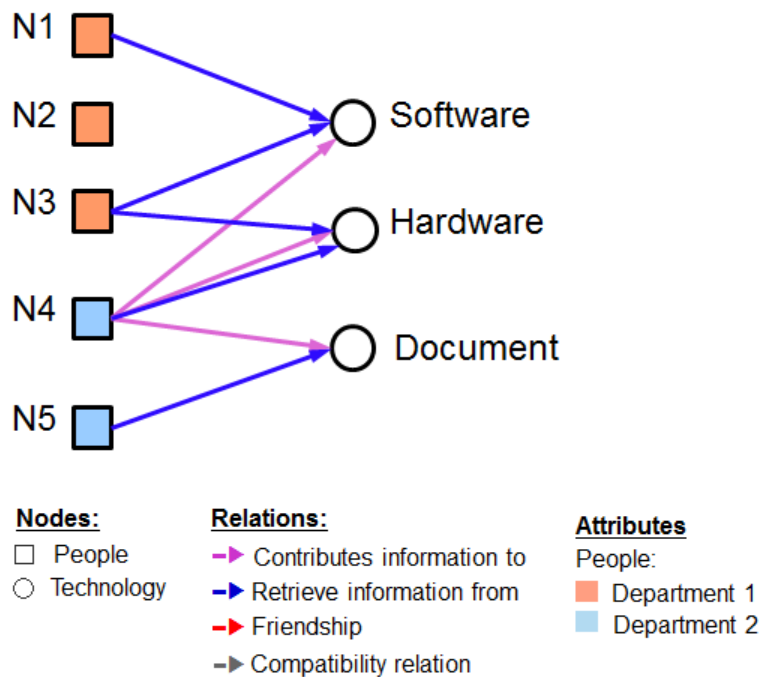 N1
N2
Software
N3
Hardware
N4
Document
N5
Nodes:
People
Technology
Relations:
Contributes information to
Retrieve information from
Friendship
Compatibility relation
Attributes
People:
Department 1
Department 2